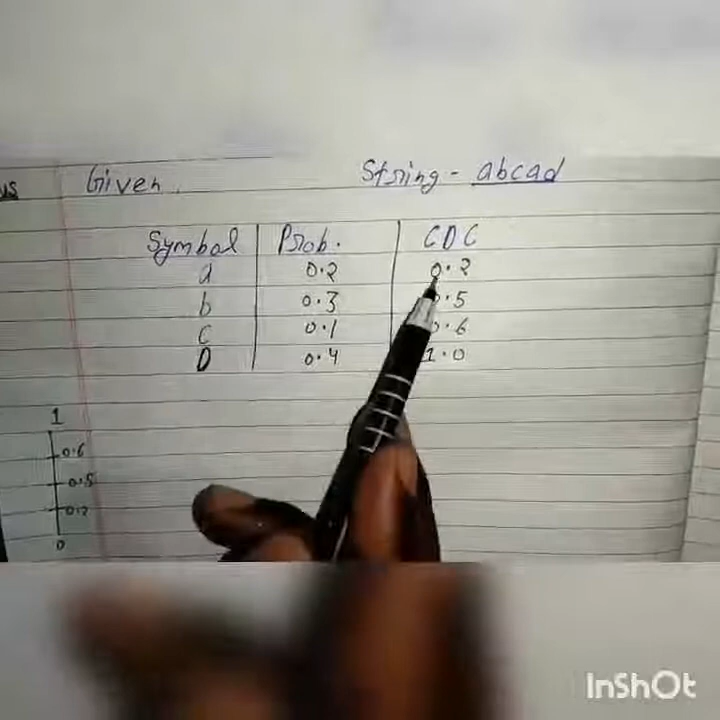 us Given. String - abcad
Symbol Prob. CDC
a 0.2 0.2
b 0.3 0.5
c 0.1 0.6
D 0.4 1.0
1
0.6
0.5
0.2
0
InShOt